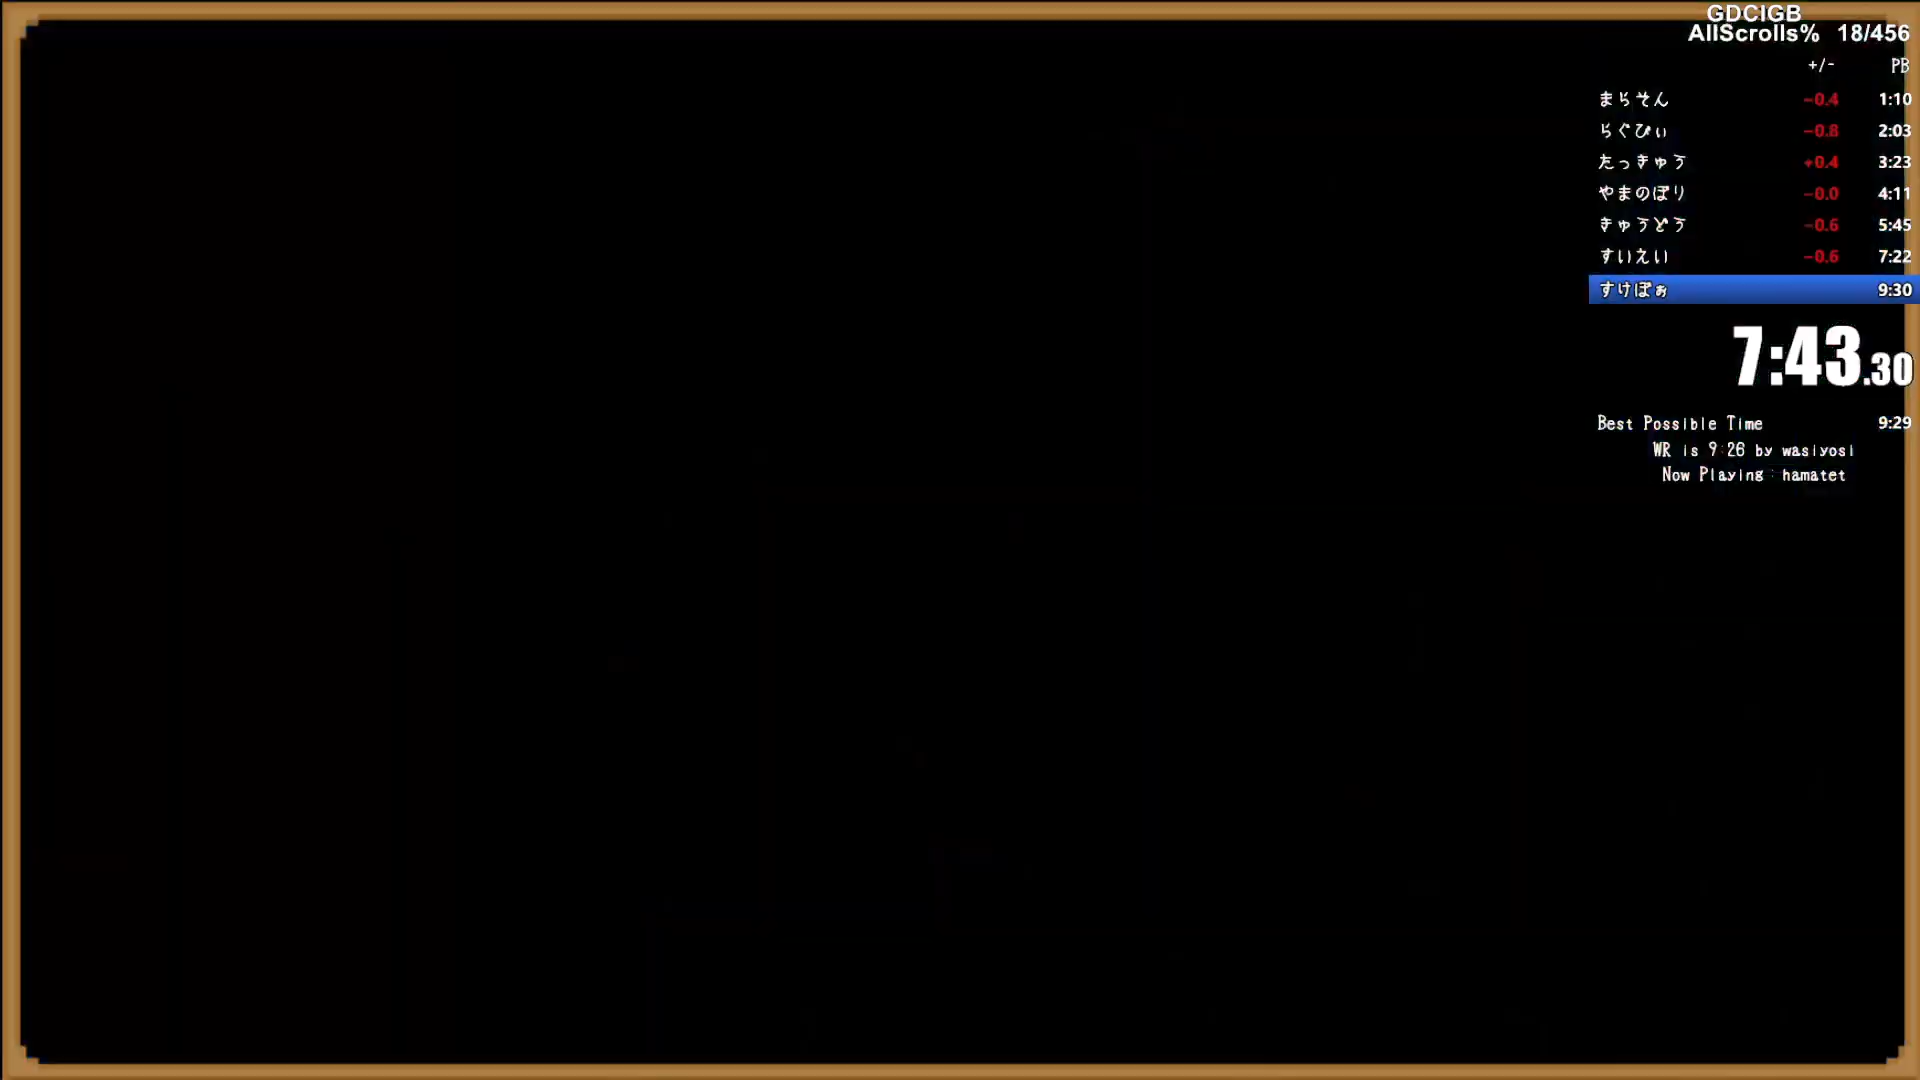 GDCIGB
AllScrolls% 18/456
+/- PB
まらそん -0.4 1:10
らぐびぃ -0.8 2:03
たっきゅう +0.4 3:23
やまのぼり -0.0 4:11
きゅうどう -0.6 5:45
すいえい -0.6 7:22
すけぼぉ 9:30
7:43.30
Best Possible Time 9:29
WR is 9:26 by wasiyosi
Now Playing : hamatet